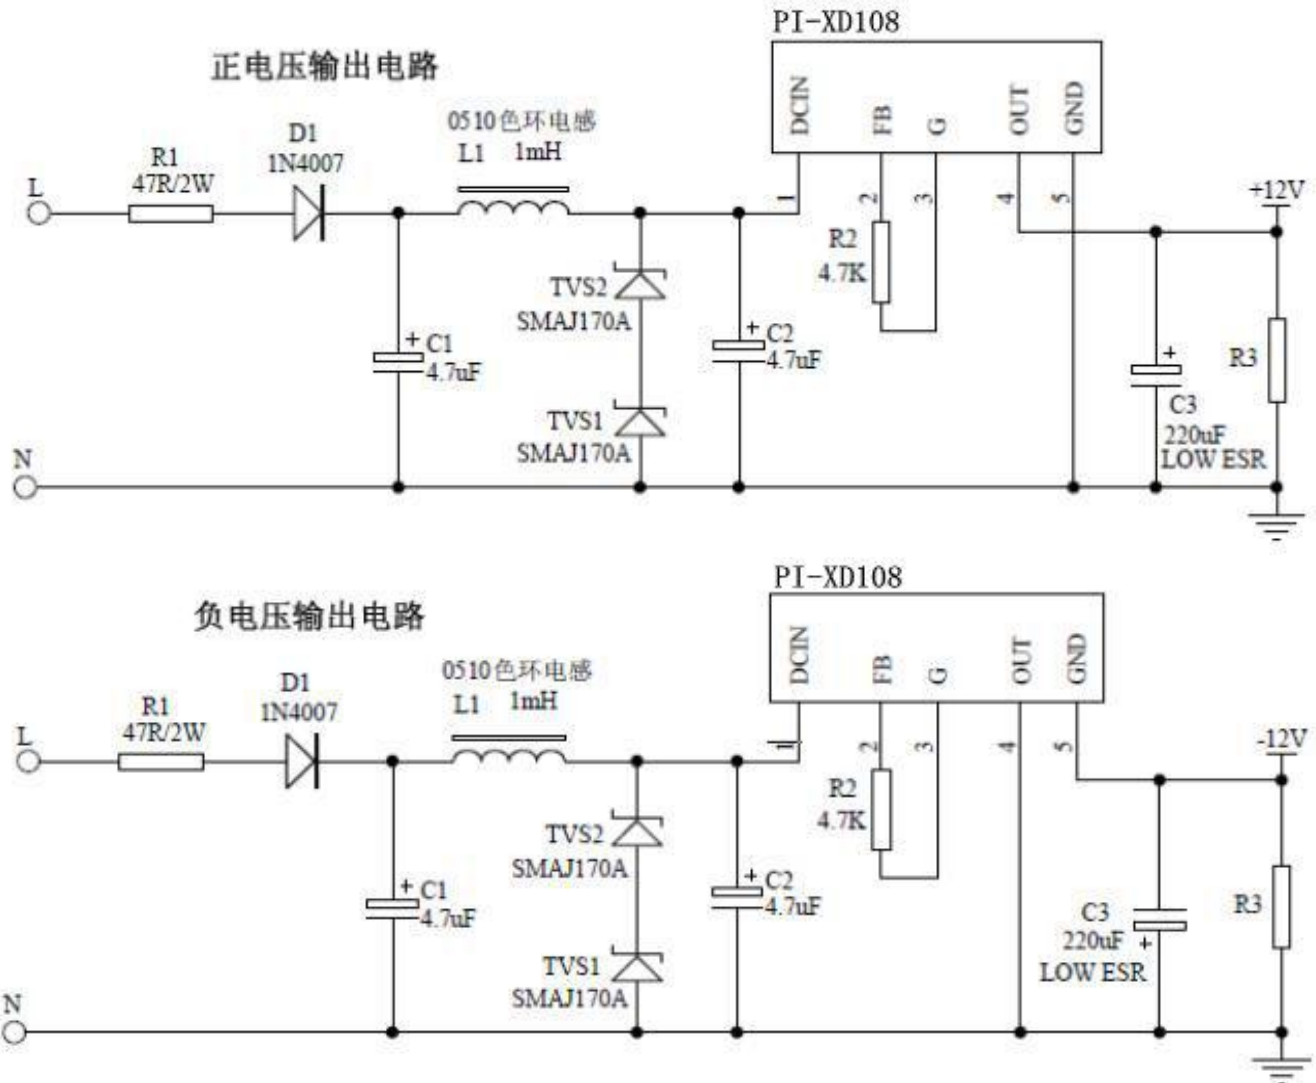 PI-XD108
正电压输出电路
DCIN
FB
G
OUT
GND
0510色环电感
L1 1mH
D1
1N4007
R1
47R/2W
L
1
2
3
4
5
+12V
R2
4.7K
TVS2
SMAJ170A
+
C1
4.7uF
+
C2
4.7uF
+
C3
220uF
LOW ESR
R3
TVS1
SMAJ170A
N
PI-XD108
负电压输出电路
DCIN
FB
G
OUT
GND
0510色环电感
L1 1mH
D1
1N4007
R1
47R/2W
L
1
2
3
4
5
-12V
R2
4.7K
TVS2
SMAJ170A
+
C1
4.7uF
+
C2
4.7uF
C3
220uF
+
LOW ESR
R3
TVS1
SMAJ170A
N